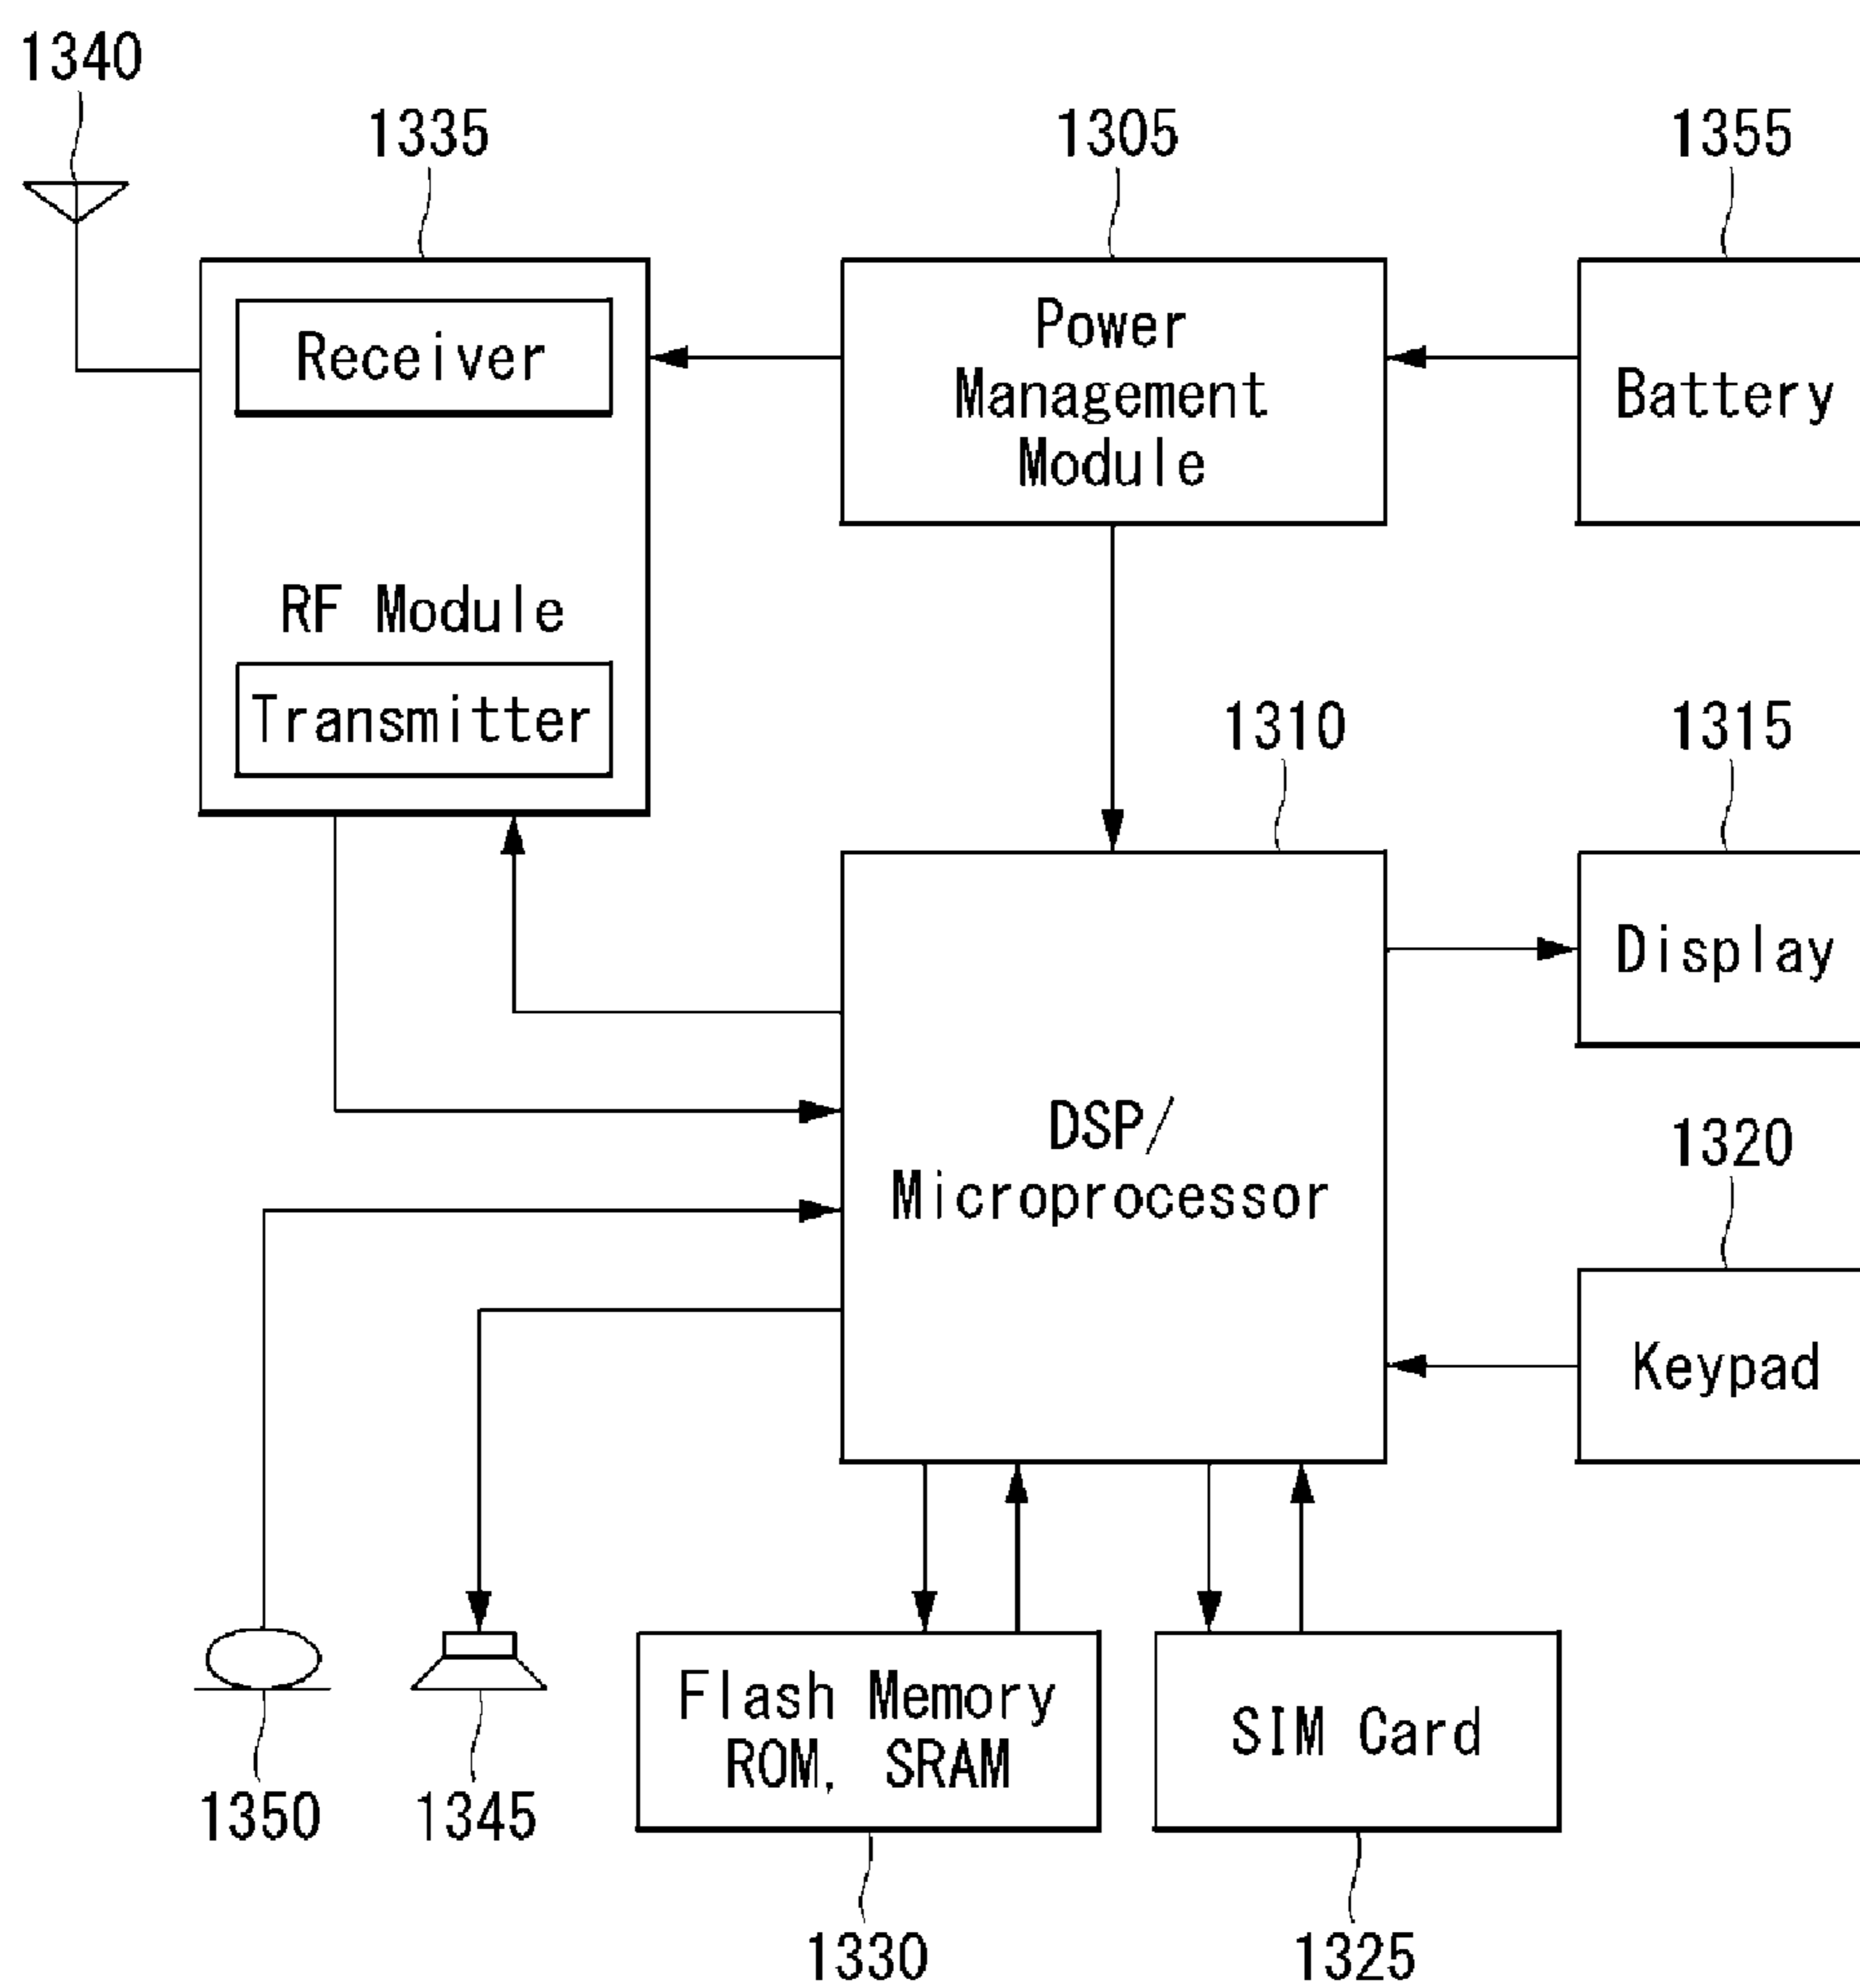 1340
1335
1305
1355
Receiver
RF Module
Transmitter
Power
Management
Module
Battery
1310
1315
DSP/
Microprocessor
Display
1320
Keypad
Flash Memory
ROM, SRAM
SIM Card
1350
1345
1330
1325